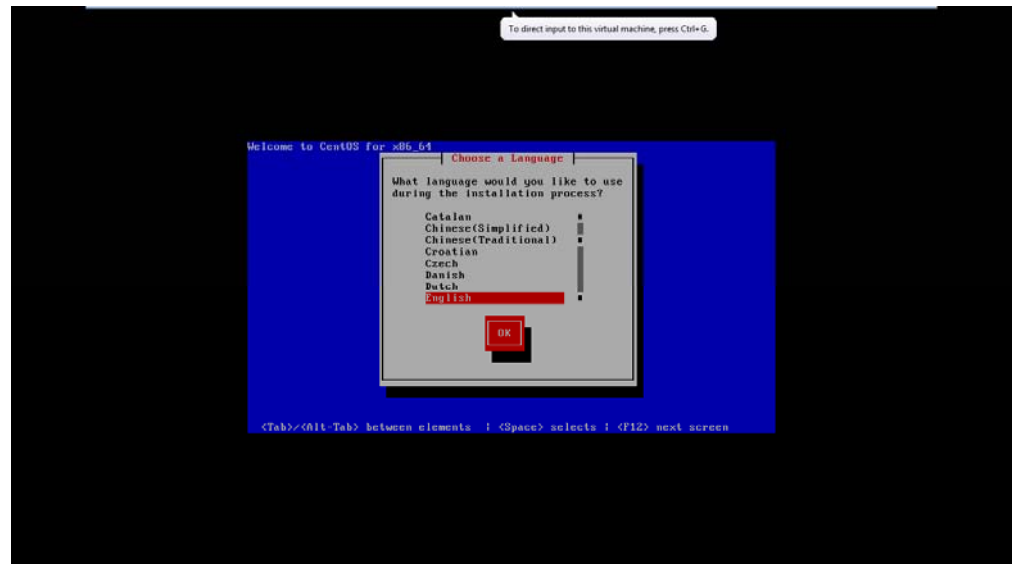 To direct input to this virtual machine, press Ctrl+G.
Welcome to CentOS for x86_64
Choose a Language
What language would you like to use
during the installation process?
Catalan
Chinese(Simplified)
Chinese(Traditional)
Croatian
Czech
Danish
Dutch
English
OK
<Tab>/<Alt-Tab> between elements | <Space> selects | <F12> next screen